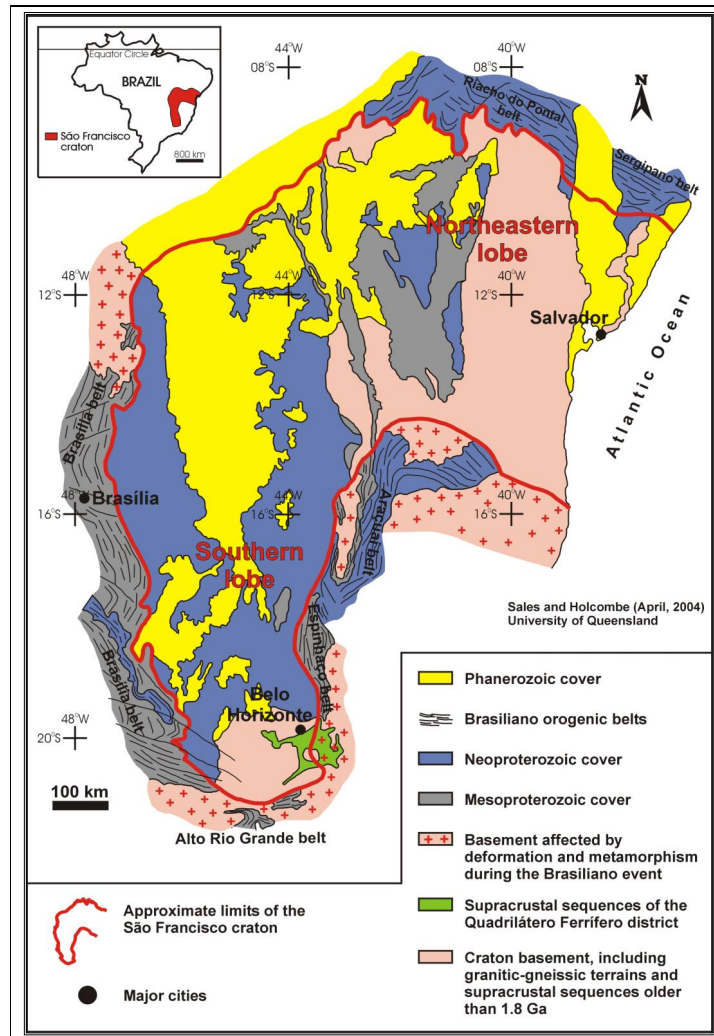 Equator Circle
BRAZIL
São Francisco
craton
800 km
44°W
08°S
40°W
08°S
N
Riacho do Pontal
belt
Sergipano belt
Northeastern
lobe
48°W
12°S
44°W
12°S
40°W
12°S
Salvador
Atlantic Ocean
Brasília belt
48°W
Brasília
16°S
44°W
16°S
40°W
16°S
Araçuaí belt
Southern
lobe
Espinhaço belt
Sales and Holcombe (April, 2004)
University of Queensland
Brasília belt
Belo
Horizonte
48°W
20°S
100 km
Alto Rio Grande belt
Phanerozoic cover
Brasiliano orogenic belts
Neoproterozoic cover
Mesoproterozoic cover
Basement affected by
deformation and metamorphism
during the Brasiliano event
Supracrustal sequences of the
Quadrilátero Ferrífero district
Craton basement, including
granitic-gneissic terrains and
supracrustal sequences older
than 1.8 Ga
Approximate limits of the
São Francisco craton
Major cities